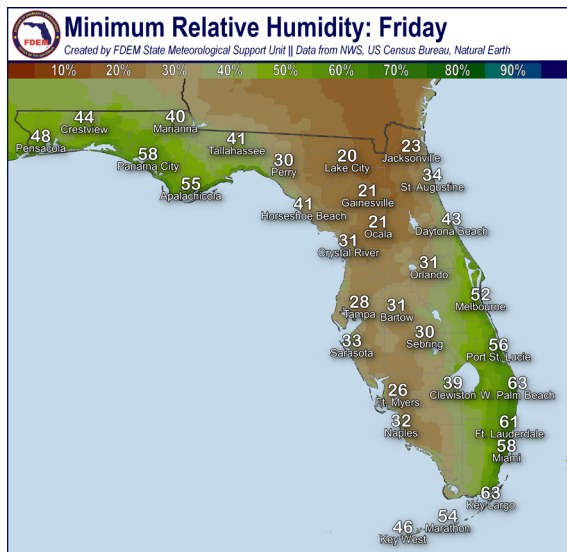 FDEM
Minimum Relative Humidity: Friday
Created by FDEM State Meteorological Support Unit || Data from NWS, US Census Bureau, Natural Earth
10% 20% 30% 40% 50% 60% 70% 80% 90%
44
Crestview
40
Marianna
48
Pensacola
41
Tallahassee
23
Jacksonville
58
Panama City
30
Perry
20
Lake City
34
St. Augustine
55
Apalachicola
21
Gainesville
41
Horseshoe Beach
21
Ocala
43
Daytona Beach
31
Crystal River
31
Orlando
28
Tampa
31
Bartow
52
Melbourne
33
Sarasota
30
Sebring
56
Port St. Lucie
26
Ft. Myers
39
Clewiston
63
W. Palm Beach
32
Naples
61
Ft. Lauderdale
58
Miami
63
Key Largo
54
Marathon
46
Key West